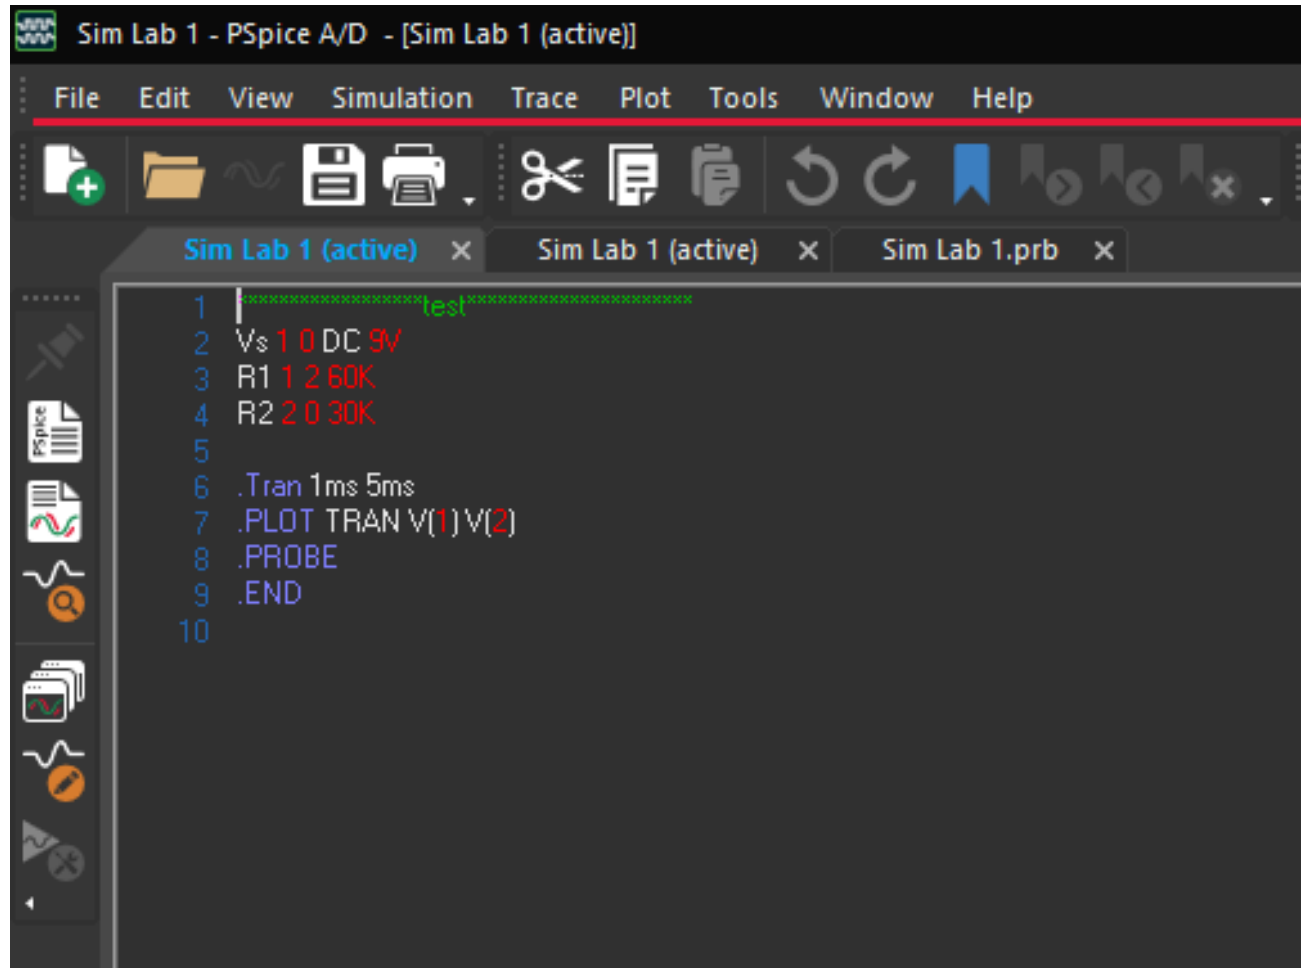 Sim Lab 1 - PSpice A/D - [Sim Lab 1 (active)]
File Edit View Simulation Trace Plot Tools Window Help
Sim Lab 1 (active) Sim Lab 1 (active) Sim Lab 1.prb
1 ******************test**********************
2 Vs 1 0 DC 9V
3 R1 1 2 60K
4 R2 2 0 30K
5
6 .Tran 1ms 5ms
7 .PLOT TRAN V(1) V(2)
8 .PROBE
9 .END
10
PSpice